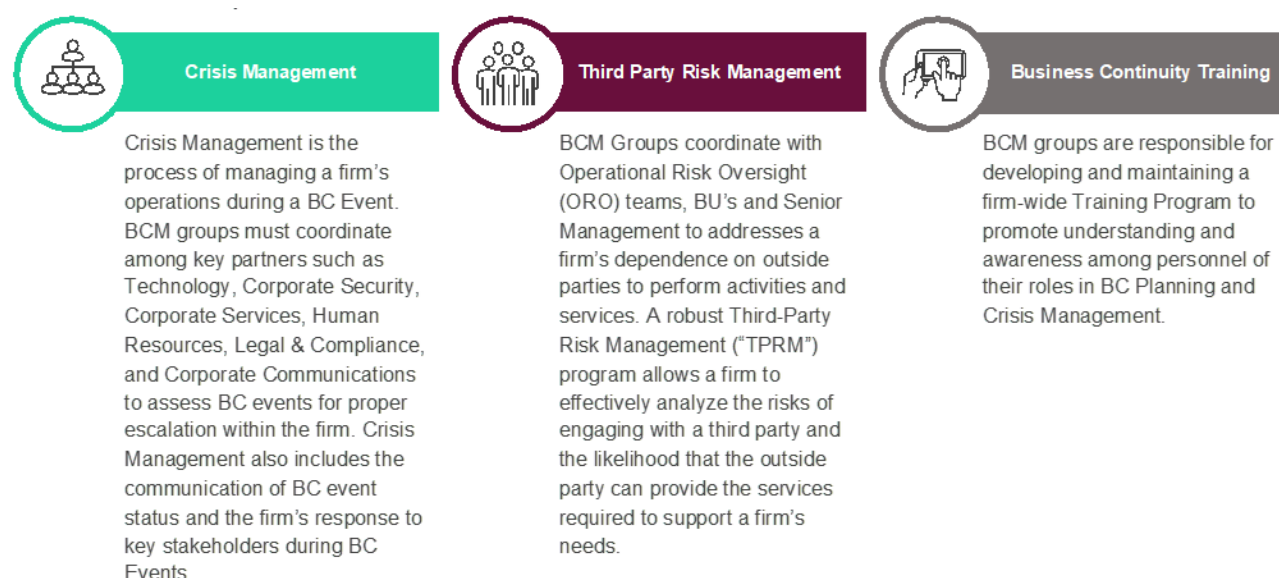 Crisis Management
Crisis Management is the
process of managing a firm's
operations during a BC Event.
BCM groups must coordinate
among key partners such as
Technology, Corporate Security,
Corporate Services, Human
Resources, Legal & Compliance,
and Corporate Communications
to assess BC events for proper
escalation within the firm. Crisis
Management also includes the
communication of BC event
status and the firm's response to
key stakeholders during BC
Events
Third Party Risk Management
BCM Groups coordinate with
Operational Risk Oversight
(ORO) teams, BU's and Senior
Management to addresses a
firm's dependence on outside
parties to perform activities and
services. A robust Third-Party
Risk Management ("TPRM")
program allows a firm to
effectively analyze the risks of
engaging with a third party and
the likelihood that the outside
party can provide the services
required to support a firm's
needs.
Business Continuity Training
BCM groups are responsible for
developing and maintaining a
firm-wide Training Program to
promote understanding and
awareness among personnel of
their roles in BC Planning and
Crisis Management.